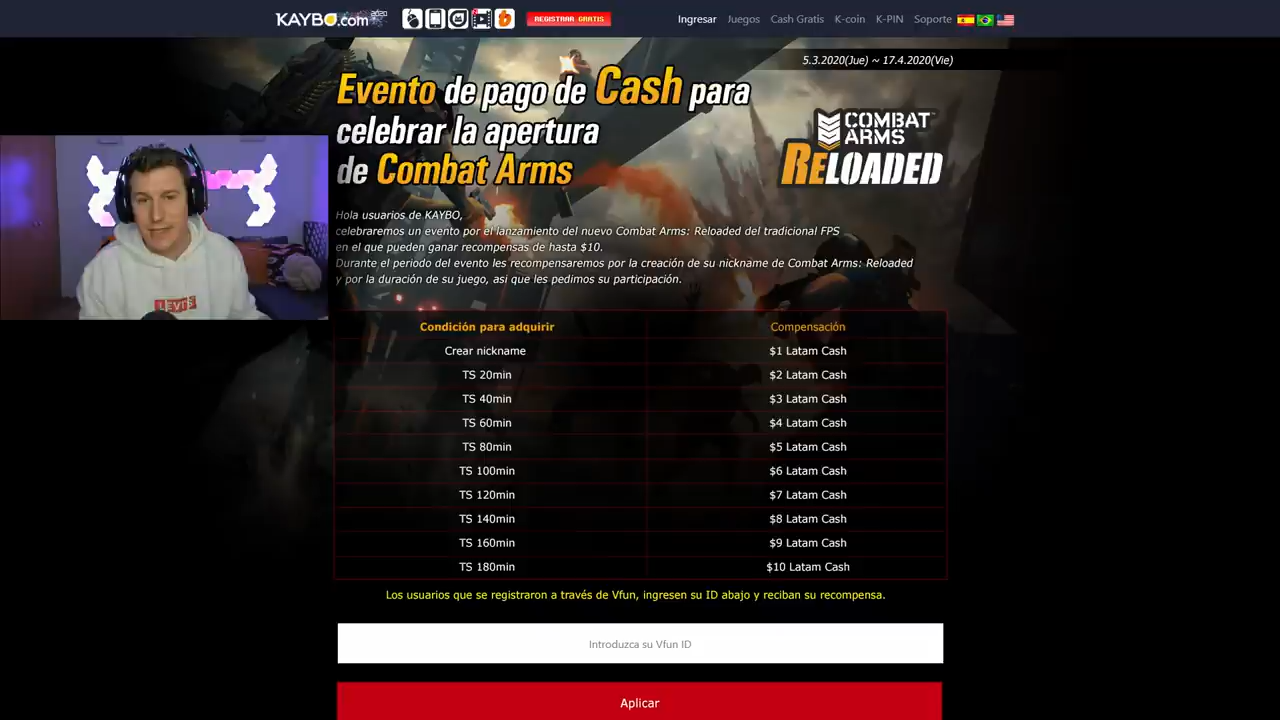 KAYBO.com 2020
REGISTRAR GRATIS
Ingresar Juegos Cash Gratis K-coin K-PIN Soporte
5.3.2020(Jue) ~ 17.4.2020(Vie)
Evento de pago de Cash para
celebrar la apertura
de Combat Arms
COMBAT
ARMS
RELOADED
Hola usuarios de KAYBO,
celebraremos un evento por el lanzamiento del nuevo Combat Arms: Reloaded del tradicional FPS
en el que pueden ganar recompensas de hasta $10.
Durante el periodo del evento les recompensaremos por la creación de su nickname de Combat Arms: Reloaded
y por la duración de su juego, asi que les pedimos su participación.
LEVI'S
Condición para adquirir Compensación
Crear nickname $1 Latam Cash
TS 20min $2 Latam Cash
TS 40min $3 Latam Cash
TS 60min $4 Latam Cash
TS 80min $5 Latam Cash
TS 100min $6 Latam Cash
TS 120min $7 Latam Cash
TS 140min $8 Latam Cash
TS 160min $9 Latam Cash
TS 180min $10 Latam Cash
Los usuarios que se registraron a través de Vfun, ingresen su ID abajo y reciban su recompensa.
Introduzca su Vfun ID
Aplicar